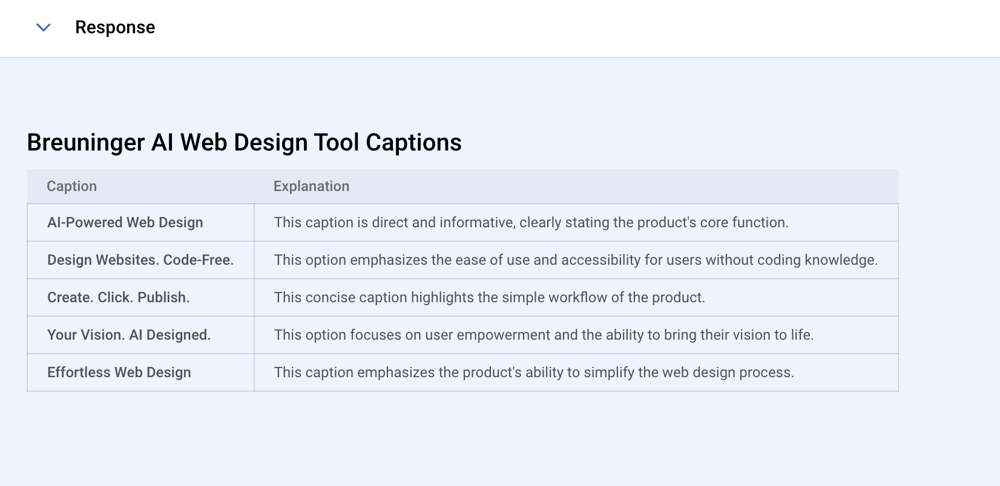 Response
Breuninger AI Web Design Tool Captions
Caption Explanation
AI-Powered Web Design This caption is direct and informative, clearly stating the product's core function.
Design Websites. Code-Free. This option emphasizes the ease of use and accessibility for users without coding knowledge.
Create. Click. Publish. This concise caption highlights the simple workflow of the product.
Your Vision. AI Designed. This option focuses on user empowerment and the ability to bring their vision to life.
Effortless Web Design This caption emphasizes the product's ability to simplify the web design process.